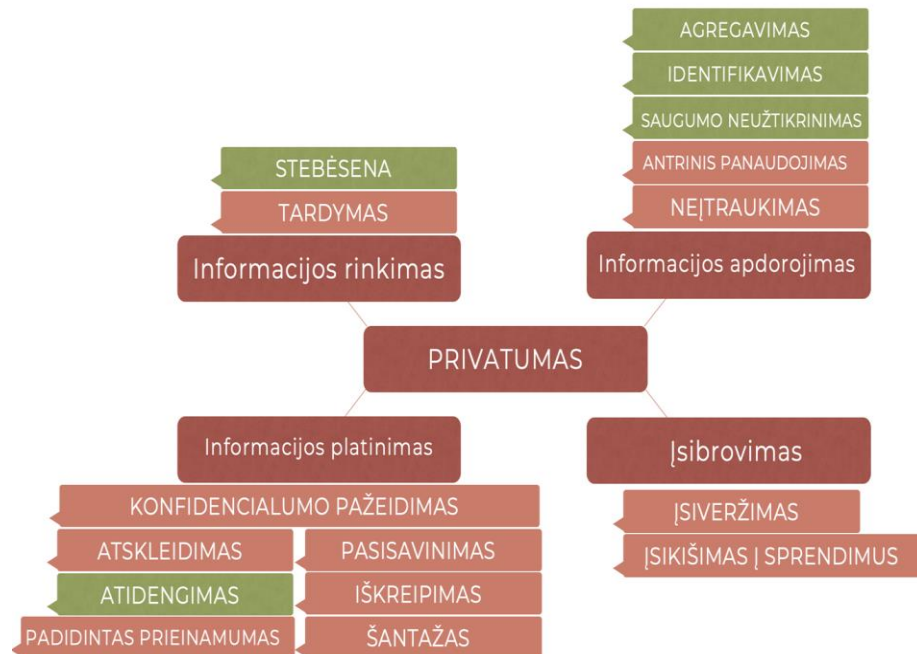 AGREGAVIMAS
IDENTIFIKAVIMAS
SAUGUMO NEUŽTIKRINIMAS
ANTRINIS PANAUDOJIMAS
NEĮTRAUKIMAS
Informacijos apdorojimas
STEBĖSENA
TARDYMAS
Informacijos rinkimas
PRIVATUMAS
Informacijos platinimas
KONFIDENCIALUMO PAŽEIDIMAS
ATSKLEIDIMAS
PASISAVINIMAS
ATIDENGIMAS
IŠKREIPIMAS
PADIDINTAS PRIEINAMUMAS
ŠANTAŽAS
Įsibrovimas
ĮSIVERŽIMAS
ĮSIKIŠIMAS Į SPRENDIMUS